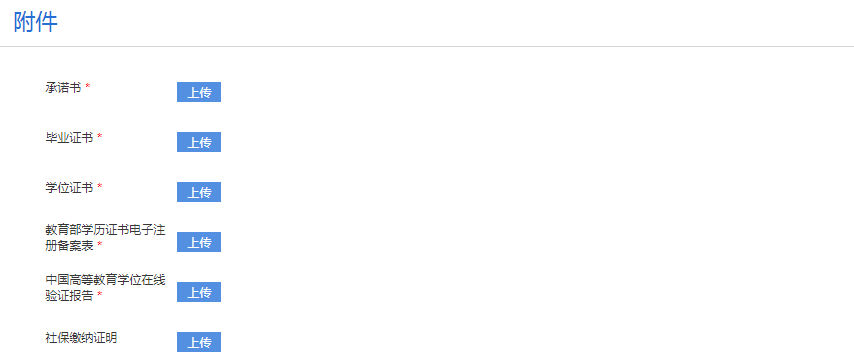 附件
承诺书 * 上传
毕业证书 * 上传
学位证书 * 上传
教育部学历证书电子注
册备案表 * 上传
中国高等教育学位在线
验证报告 * 上传
社保缴纳证明 上传